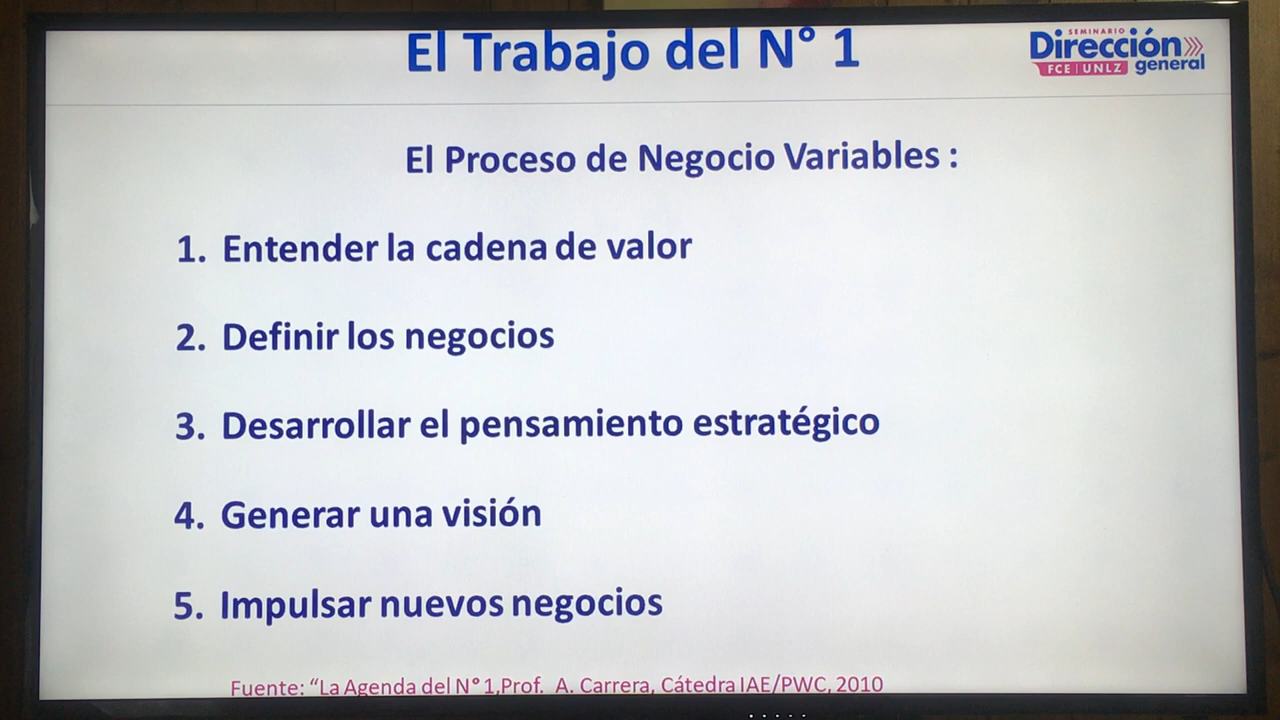 El Trabajo del N° 1
SEMINARIO
Dirección
FCE | UNLZ general
El Proceso de Negocio Variables :
1. Entender la cadena de valor
2. Definir los negocios
3. Desarrollar el pensamiento estratégico
4. Generar una visión
5. Impulsar nuevos negocios
Fuente: “La Agenda del N° 1,Prof. A. Carrera, Cátedra IAE/PWC, 2010